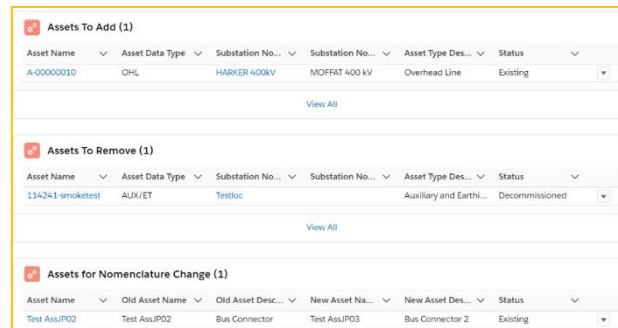 Assets To Add (1)
Asset Name Asset Data Type Substation No... Substation No... Asset Type Des... Status
A-00000010 OHL HARKER 400kV MOFFAT 400 kV Overhead Line Existing
View All
Assets To Remove (1)
Asset Name Asset Data Type Substation No... Substation No... Asset Type Des... Status
114241-smoketest AUX/ET Testloc Auxiliary and Earthi... Decommissioned
View All
Assets for Nomenclature Change (1)
Asset Name Old Asset Name Old Asset Desc... New Asset Na... New Asset Des... Status
Test AssJP02 Test AssJP02 Bus Connector Test AssJP03 Bus Connector 2 Existing